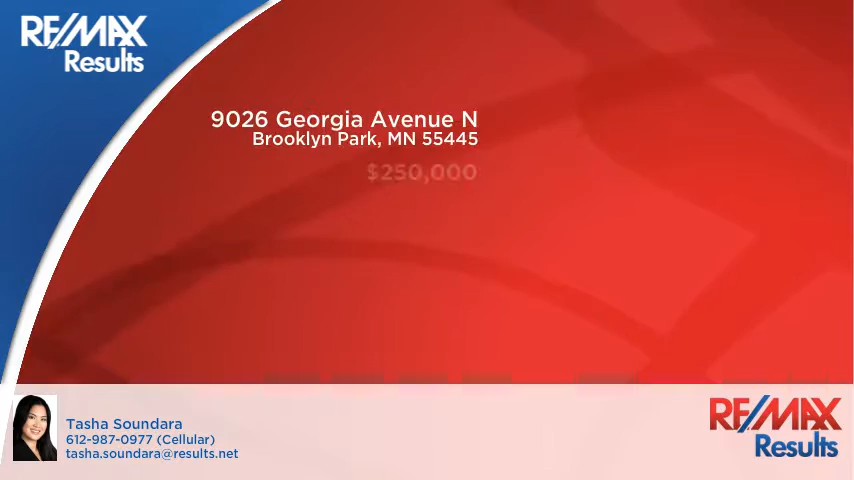 RE/MAX
Results
9026 Georgia Avenue N
Brooklyn Park, MN 55445
$250,000
Tasha Soundara
612-987-0977 (Cellular)
tasha.soundara@results.net
RE/MAX
Results